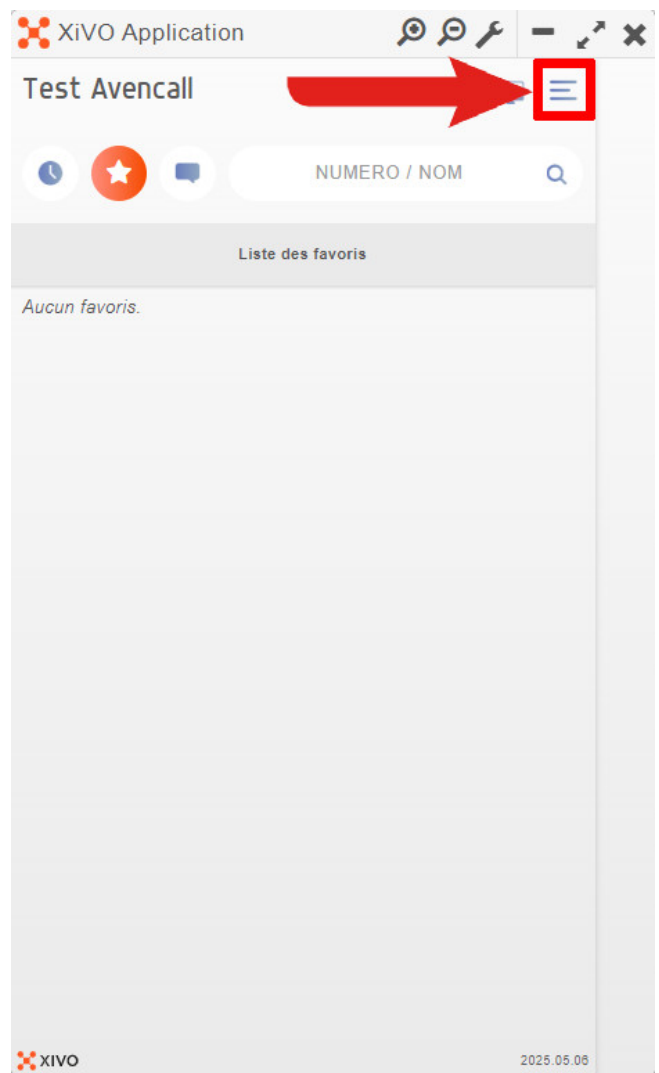 XiVO Application
Test Avencall
NUMERO / NOM
Liste des favoris
Aucun favoris.
XIVO
2025.05.06